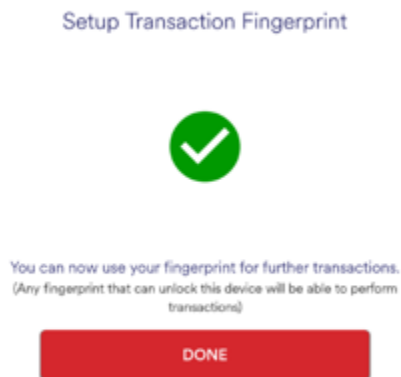 Setup Transaction Fingerprint
You can now use your fingerprint for further transactions.
(Any fingerprint that can unlock this device will be able to perform
transactions)
DONE